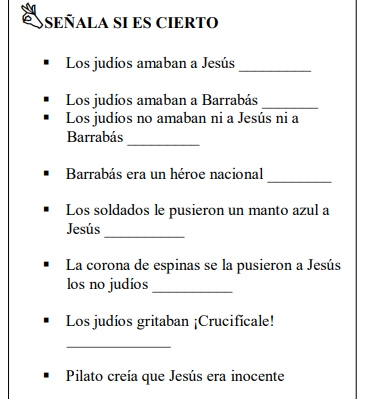 SEÑALA SI ES CIERTO
▪ Los judíos amaban a Jesús _________
▪ Los judíos amaban a Barrabás _______
▪ Los judíos no amaban ni a Jesús ni a
Barrabás _________
▪ Barrabás era un héroe nacional ________
▪ Los soldados le pusieron un manto azul a
Jesús __________
▪ La corona de espinas se la pusieron a Jesús
los no judíos __________
▪ Los judíos gritaban ¡Crucifícale!
_____________
▪ Pilato creía que Jesús era inocente